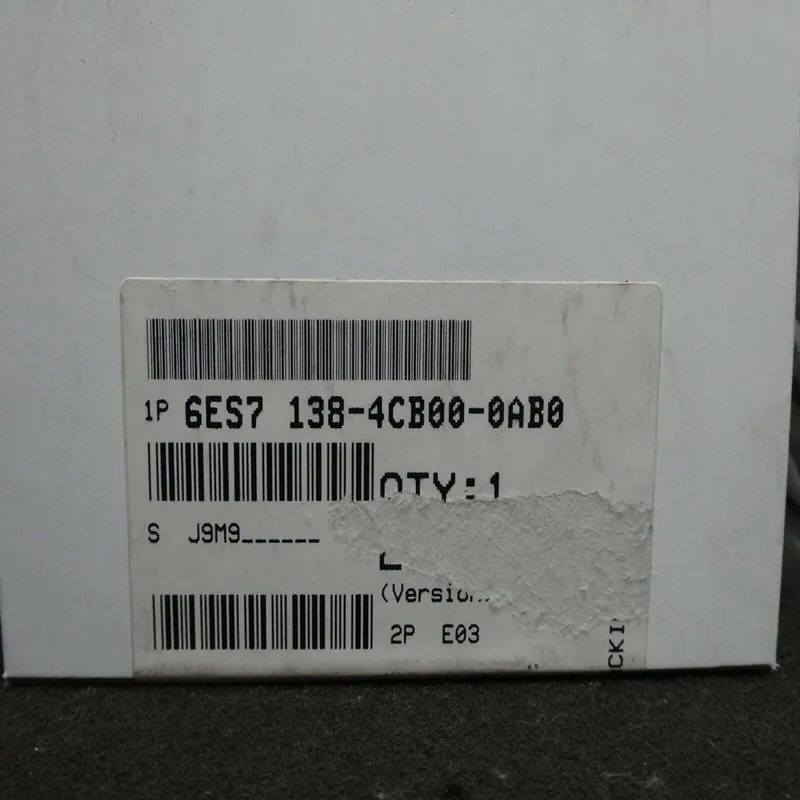 1P 6ES7 138-4CB00-0AB0
QTY:1
S J9M9______
(Version)
2P E03